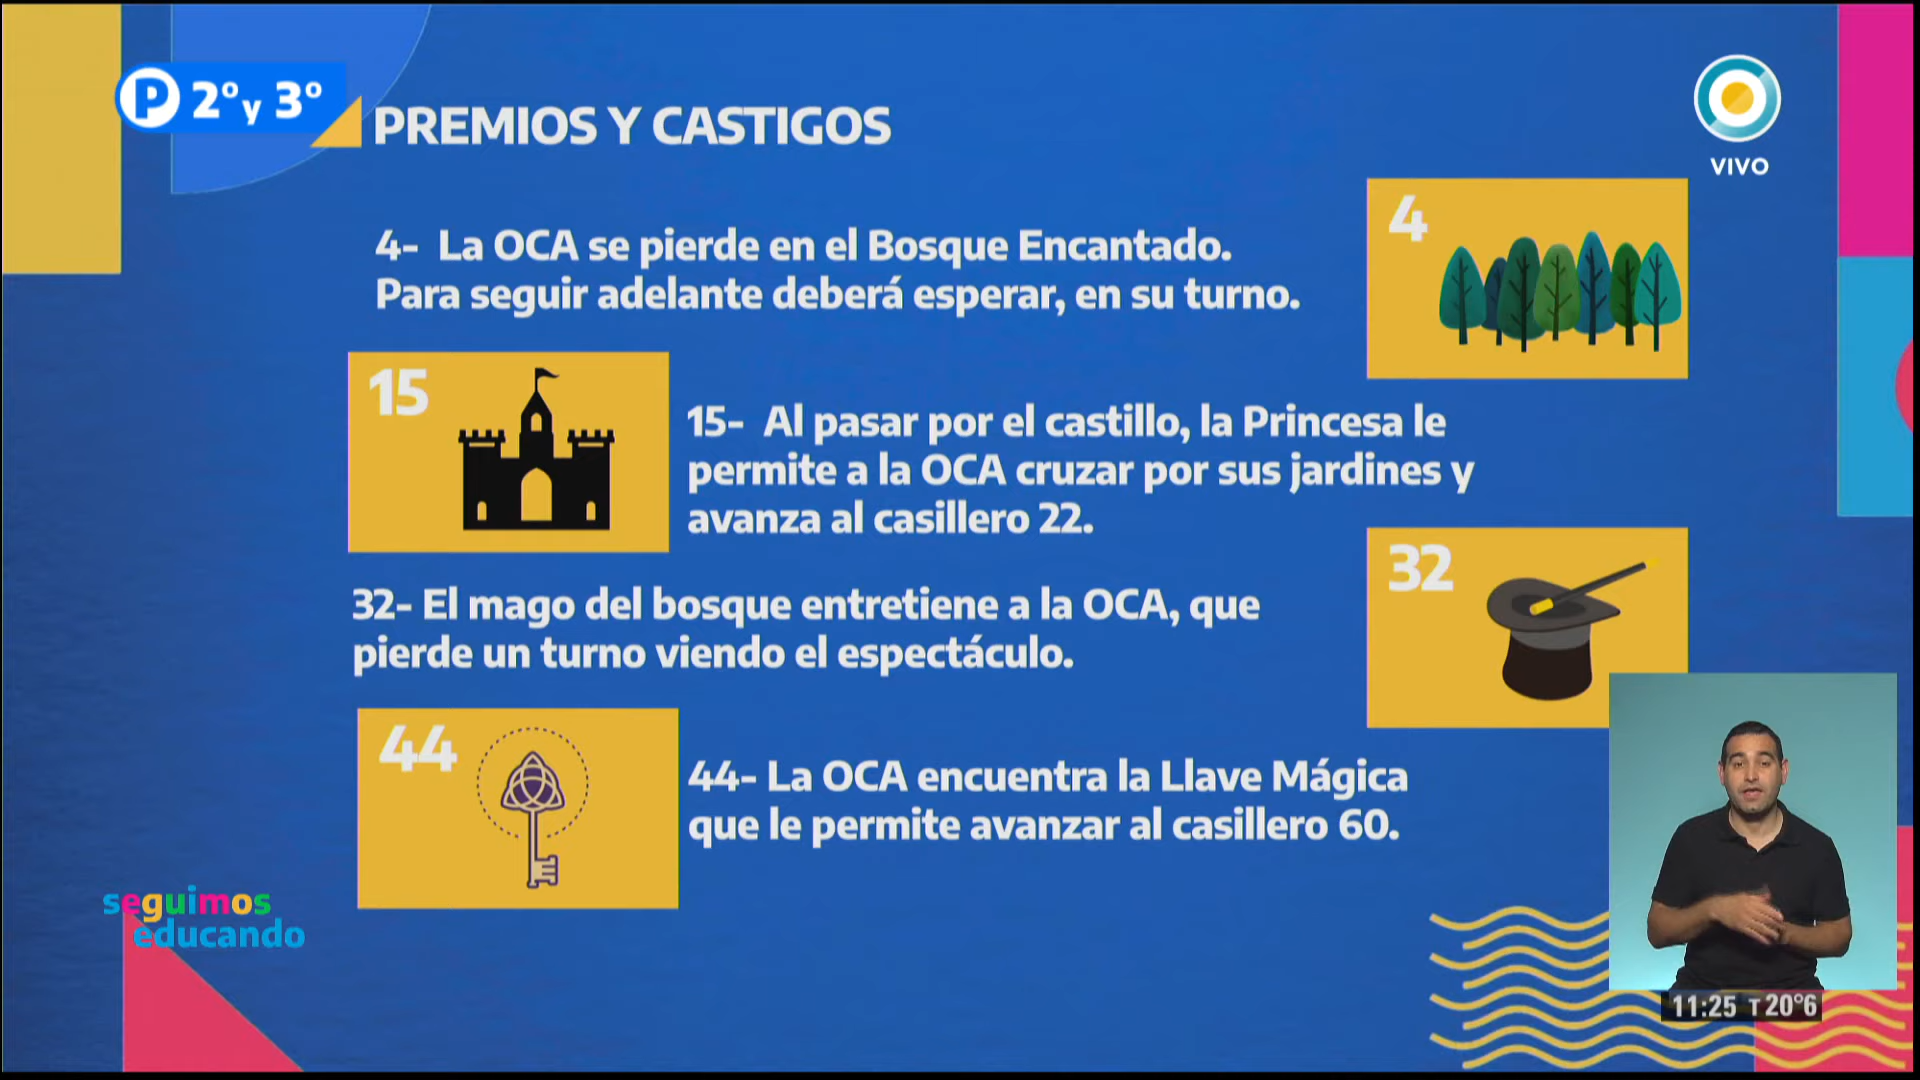 P 2º y 3º
PREMIOS Y CASTIGOS
VIVO
4- La OCA se pierde en el Bosque Encantado.
Para seguir adelante deberá esperar, en su turno.
4
15
15- Al pasar por el castillo, la Princesa le
permite a la OCA cruzar por sus jardines y
avanza al casillero 22.
32- El mago del bosque entretiene a la OCA, que
pierde un turno viendo el espectáculo.
32
44
44- La OCA encuentra la Llave Mágica
que le permite avanzar al casillero 60.
seguimos
educando
11:25 T 20º6